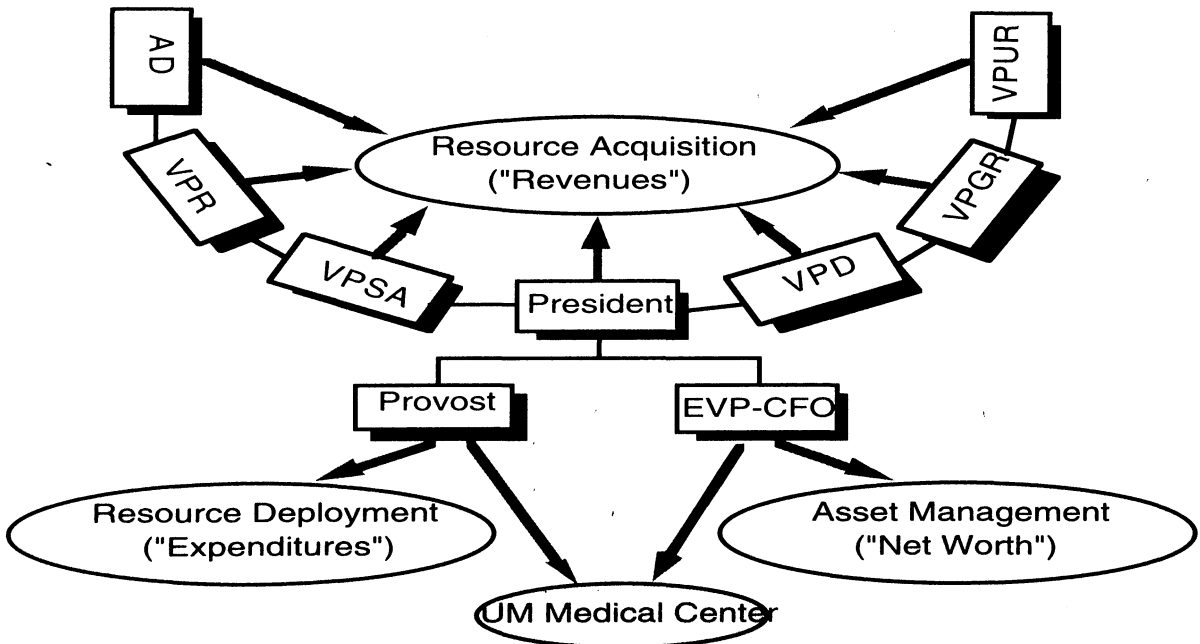 AD
VPUR
Resource Acquisition
("Revenues")
VPR
VPGR
VPSA
VPD
President
Provost
EVP-CFO
Resource Deployment
("Expenditures")
Asset Management
("Net Worth")
UM Medical Center